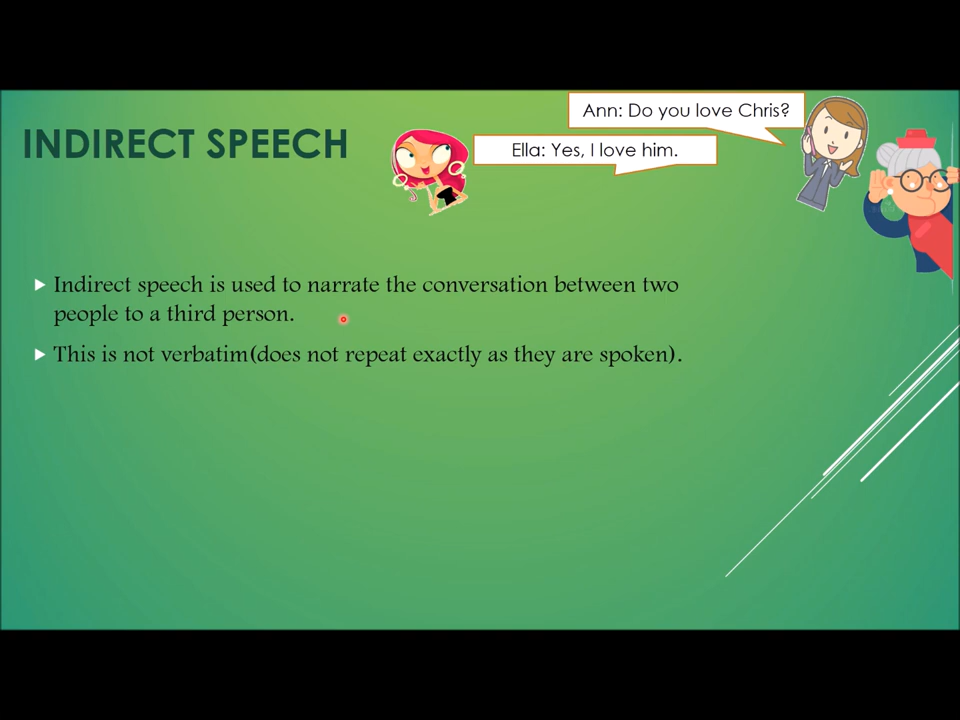 INDIRECT SPEECH
Ann: Do you love Chris?
Ella: Yes, I love him.
Indirect speech is used to narrate the conversation between two
people to a third person.
This is not verbatim(does not repeat exactly as they are spoken).